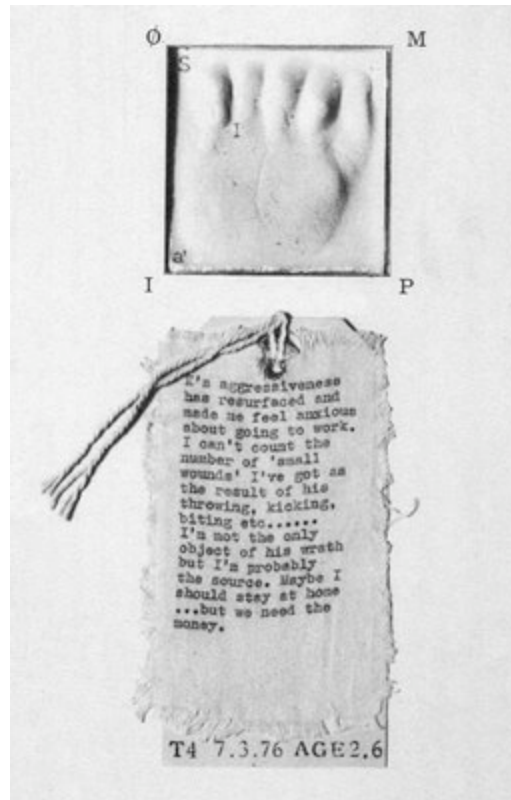 Ø M
S
I
a'
I P
K's aggressiveness
has resurfaced and
made me feel anxious
about going to work.
I can't count the
number of 'small
wounds' I've got as
the result of his
throwing, kicking,
biting etc......
I'm not the only
object of his wrath
but I'm probably
the source. Maybe I
should stay at home
...but we need the
money.
T4 7.3.76 AGE2.6